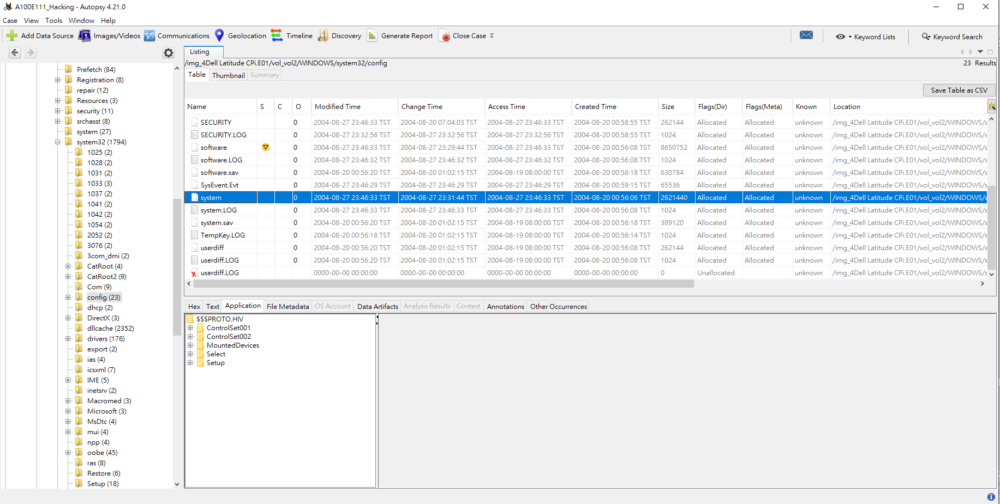 A100E111_Hacking - Autopsy 4.21.0
Case View Tools Window Help
Add Data Source Images/Videos Communications Geolocation Timeline Discovery Generate Report Close Case Keyword Lists Keyword Search
Prefetch (84)
Registration (8)
repair (12)
Resources (3)
security (11)
srchasst (8)
system (27)
system32 (1794)
1025 (2)
1028 (2)
1031 (2)
1033 (3)
1037 (2)
1041 (2)
1042 (2)
1054 (2)
2052 (2)
3076 (2)
3com_dmi (2)
CatRoot (4)
CatRoot2 (9)
Com (9)
config (23)
dhcp (2)
DirectX (3)
dllcache (2352)
drivers (176)
export (2)
ias (4)
icsxml (7)
IME (5)
inetsrv (2)
Macromed (3)
Microsoft (3)
MsDtc (4)
mui (4)
npp (4)
oobe (45)
ras (8)
Restore (6)
Setup (18)
Listing
/img_4Dell Latitude CPi.E01/vol_vol2/WINDOWS/system32/config 23 Results
Table Thumbnail Summary
Save Table as CSV
Name S C O Modified Time Change Time Access Time Created Time Size Flags(Dir) Flags(Meta) Known Location
SECURITY 0 2004-08-27 23:46:33 TST 2004-08-20 07:04:03 TST 2004-08-27 23:46:33 TST 2004-08-20 00:58:55 TST 262144 Allocated Allocated unknown /img_4Dell Latitude CPi.E01/vol_vol2/WINDOWS/s
SECURITY.LOG 0 2004-08-27 23:32:56 TST 2004-08-27 23:32:56 TST 2004-08-27 23:32:56 TST 2004-08-20 00:58:55 TST 1024 Allocated Allocated unknown /img_4Dell Latitude CPi.E01/vol_vol2/WINDOWS/s
software 0 2004-08-27 23:46:33 TST 2004-08-27 23:29:44 TST 2004-08-27 23:46:33 TST 2004-08-20 00:56:08 TST 8650752 Allocated Allocated unknown /img_4Dell Latitude CPi.E01/vol_vol2/WINDOWS/s
software.LOG 0 2004-08-27 23:46:32 TST 2004-08-27 23:46:32 TST 2004-08-27 23:46:32 TST 2004-08-20 00:56:08 TST 1024 Allocated Allocated unknown /img_4Dell Latitude CPi.E01/vol_vol2/WINDOWS/s
software.sav 0 2004-08-20 00:56:20 TST 2004-08-20 01:02:15 TST 2004-08-19 08:00:00 TST 2004-08-20 00:56:18 TST 630784 Allocated Allocated unknown /img_4Dell Latitude CPi.E01/vol_vol2/WINDOWS/s
SysEvent.Evt 0 2004-08-27 23:46:29 TST 2004-08-27 23:46:29 TST 2004-08-27 23:46:29 TST 2004-08-20 00:59:15 TST 65536 Allocated Allocated unknown /img_4Dell Latitude CPi.E01/vol_vol2/WINDOWS/s
system 0 2004-08-27 23:46:33 TST 2004-08-27 23:31:44 TST 2004-08-27 23:46:33 TST 2004-08-20 00:56:06 TST 2621440 Allocated Allocated unknown /img_4Dell Latitude CPi.E01/vol_vol2/WINDOWS/s
system.LOG 0 2004-08-27 23:46:33 TST 2004-08-27 23:46:33 TST 2004-08-27 23:46:33 TST 2004-08-20 00:56:08 TST 1024 Allocated Allocated unknown /img_4Dell Latitude CPi.E01/vol_vol2/WINDOWS/s
system.sav 0 2004-08-20 00:56:20 TST 2004-08-20 01:02:15 TST 2004-08-19 08:00:00 TST 2004-08-20 00:56:18 TST 389120 Allocated Allocated unknown /img_4Dell Latitude CPi.E01/vol_vol2/WINDOWS/s
TempKey.LOG 0 2004-08-20 00:56:18 TST 2004-08-20 01:02:15 TST 2004-08-19 08:00:00 TST 2004-08-20 00:56:14 TST 1024 Allocated Allocated unknown /img_4Dell Latitude CPi.E01/vol_vol2/WINDOWS/s
userdiff 0 2004-08-20 00:56:20 TST 2004-08-20 01:02:15 TST 2004-08-19 08:00:00 TST 2004-08-20 00:56:08 TST 262144 Allocated Allocated unknown /img_4Dell Latitude CPi.E01/vol_vol2/WINDOWS/s
userdiff.LOG 0 2004-08-20 00:56:20 TST 2004-08-20 01:02:15 TST 2004-08-19 08:00:00 TST 2004-08-20 00:56:08 TST 1024 Allocated Allocated unknown /img_4Dell Latitude CPi.E01/vol_vol2/WINDOWS/s
userdiff.LOG 0000-00-00 00:00:00 0000-00-00 00:00:00 0000-00-00 00:00:00 0000-00-00 00:00:00 0 Unallocated unknown /img_4Dell Latitude CPi.E01/vol_vol2/WINDOWS/s
Hex Text Application File Metadata OS Account Data Artifacts Analysis Results Context Annotations Other Occurrences
$$$PROTO.HIV
ControlSet001
ControlSet002
MountedDevices
Select
Setup